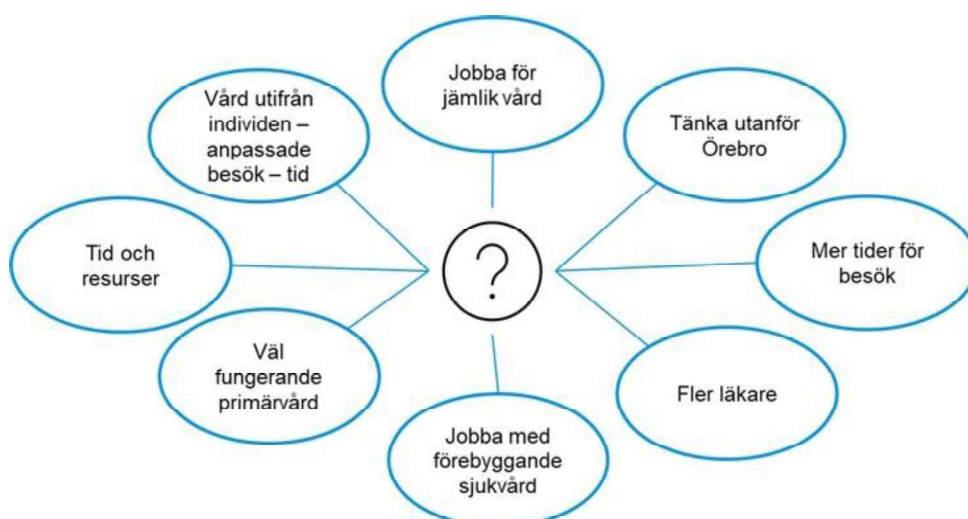 Jobba för
jämlik vård
Vård utifrån
individen –
anpassade
besök – tid
Tänka utanför
Örebro
Tid och
resurser
?
Mer tider för
besök
Väl
fungerande
primärvård
Fler läkare
Jobba med
förebyggande
sjukvård